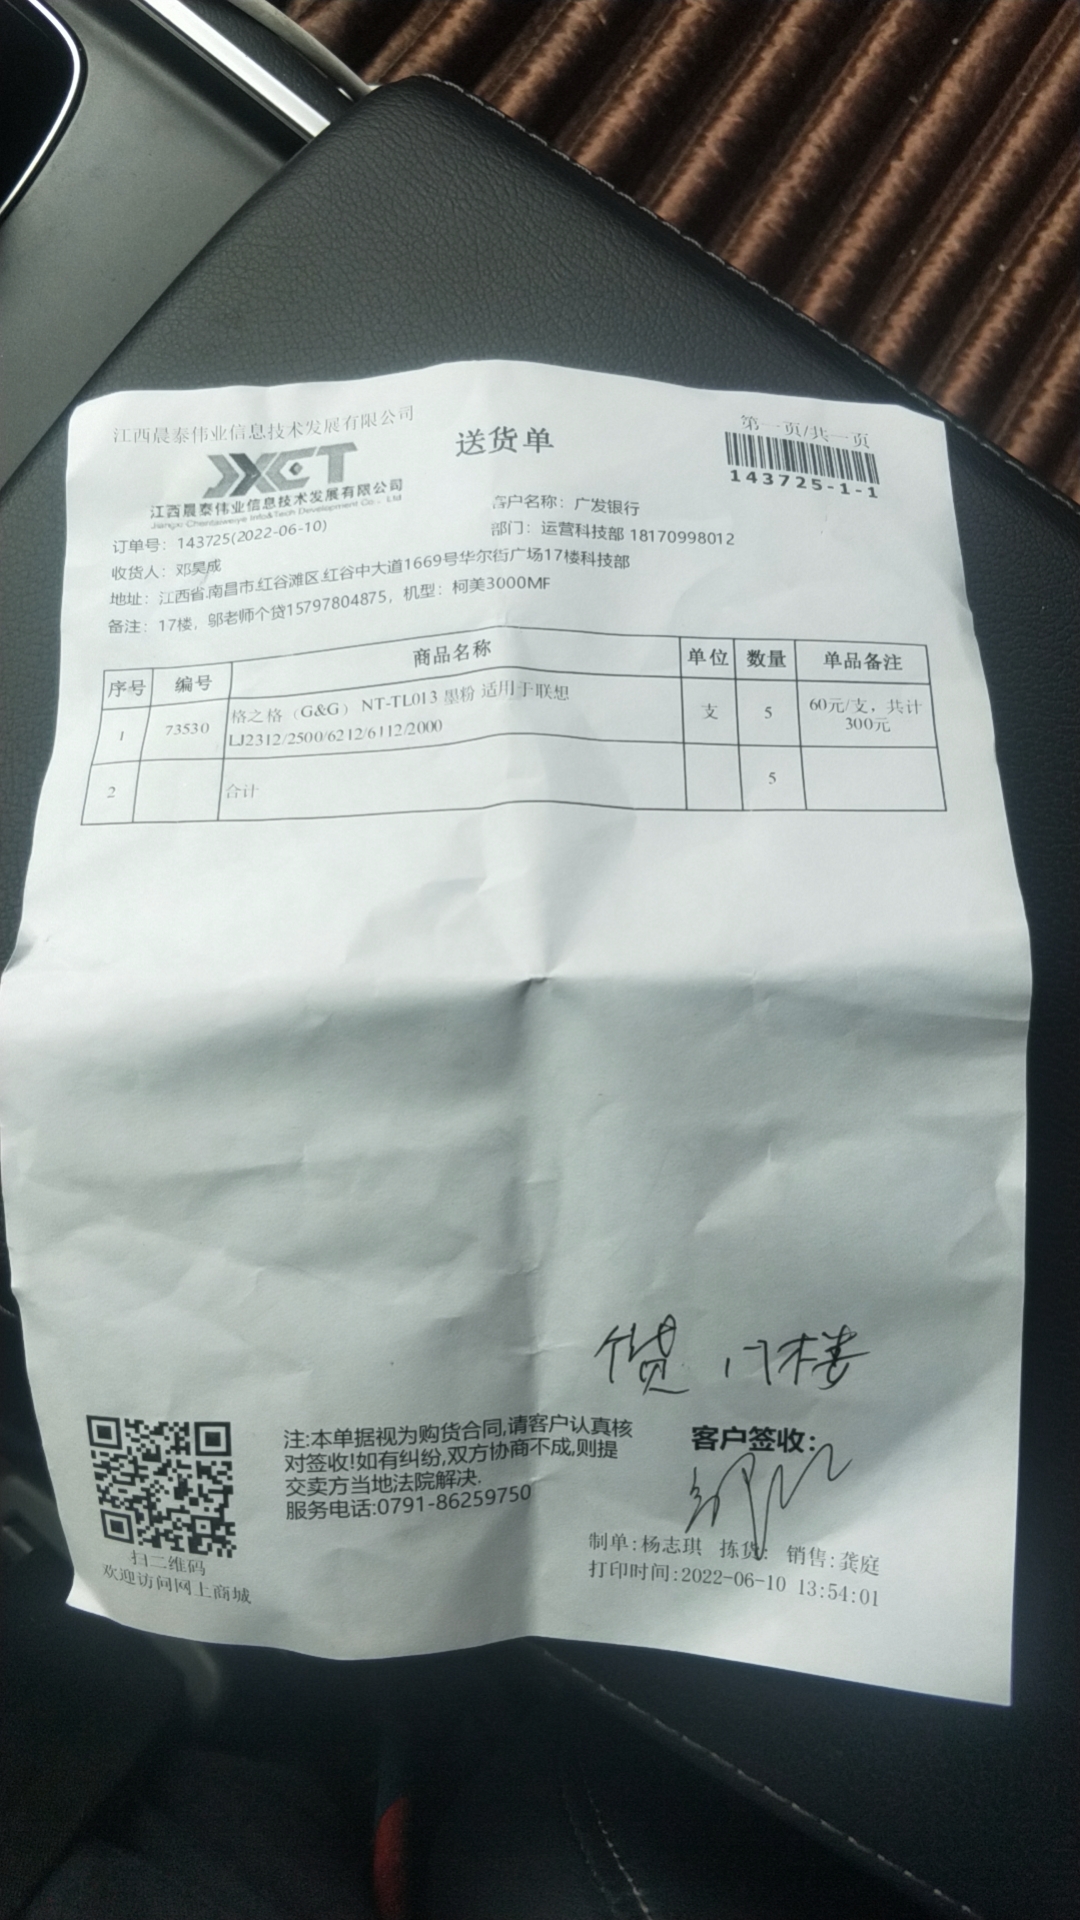 江西晨泰伟业信息技术发展有限公司
送货单
第一页/共一页
143725-1-1
JXCT
江西晨泰伟业信息技术发展有限公司
Jiangxi Chentaiweiye Info&Tech Development Co., Ltd
客户名称：广发银行
订单号：143725(2022-06-10)
部门：运营科技部 18170998012
收货人：邓昊成
地址：江西省.南昌市.红谷滩区.红谷中大道1669号华尔街广场17楼科技部
备注：17楼，邬老师个贷15797804875，机型：柯美3000MF
序号 编号 商品名称 单位 数量 单品备注
1 73530 格之格（G&G） NT-TL013 墨粉 适用于联想 LJ2312/2500/6212/6112/2000 支 5 60元/支，共计300元
2 合计 5
个贷 17楼
注:本单据视为购货合同,请客户认真核
对签收!如有纠纷,双方协商不成,则提
交卖方当地法院解决.
服务电话:0791-86259750
客户签收:
扫二维码
欢迎访问网上商城
制单:杨志琪 拣货: 销售:龚庭
打印时间:2022-06-10 13:54:01